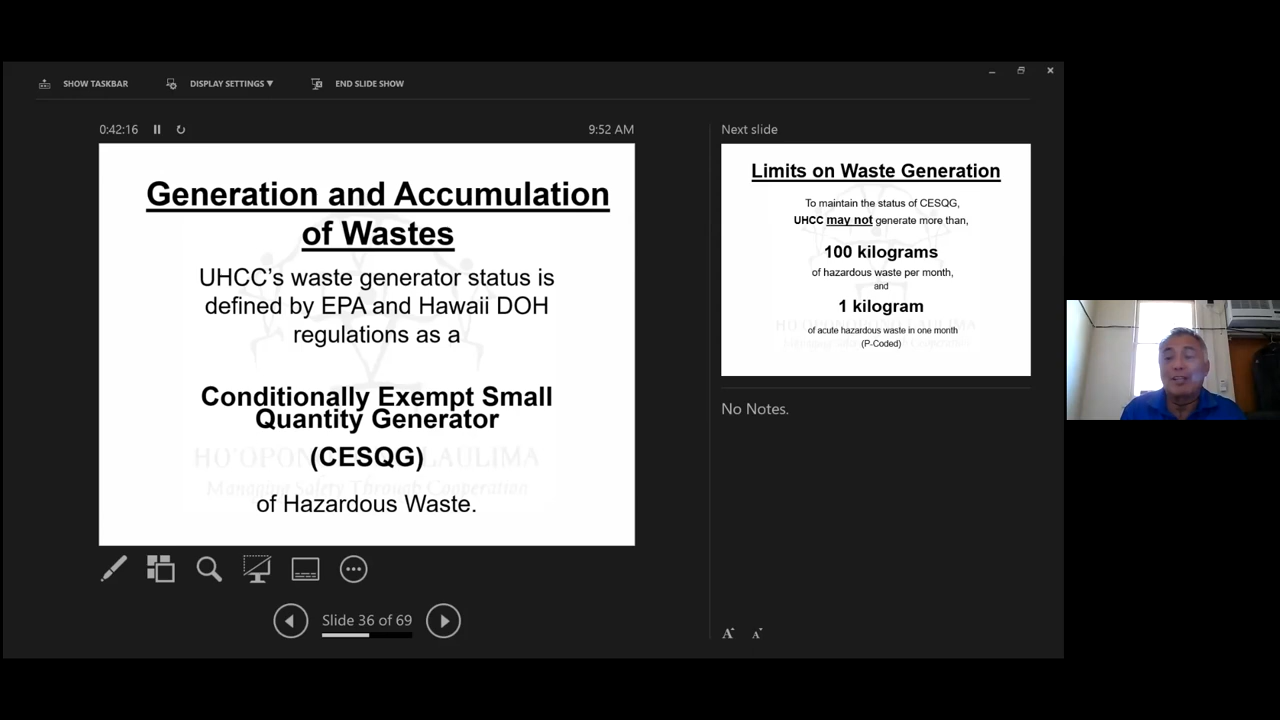 SHOW TASKBAR
DISPLAY SETTINGS ▼
END SLIDE SHOW
0:42:16
9:52 AM
Generation and Accumulation
of Wastes
UHCC's waste generator status is
defined by EPA and Hawaii DOH
regulations as a
Conditionally Exempt Small
Quantity Generator
(CESQG)
Managing Safety Through Cooperation
of Hazardous Waste.
Slide 36 of 69
Next slide
Limits on Waste Generation
To maintain the status of CESQG,
UHCC may not generate more than,
100 kilograms
of hazardous waste per month,
and
1 kilogram
of acute hazardous waste in one month
(P-Coded)
No Notes.
A A